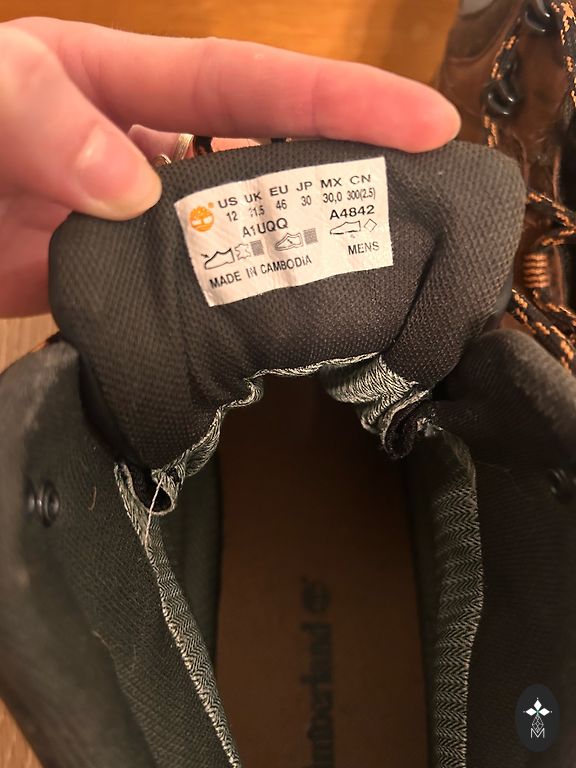 US UK EU JP MX CN
12 11.5 46 30 30,0 300(2.5)
A1UQQ A4842
MENS
MADE IN CAMBODIA
Timberland
M